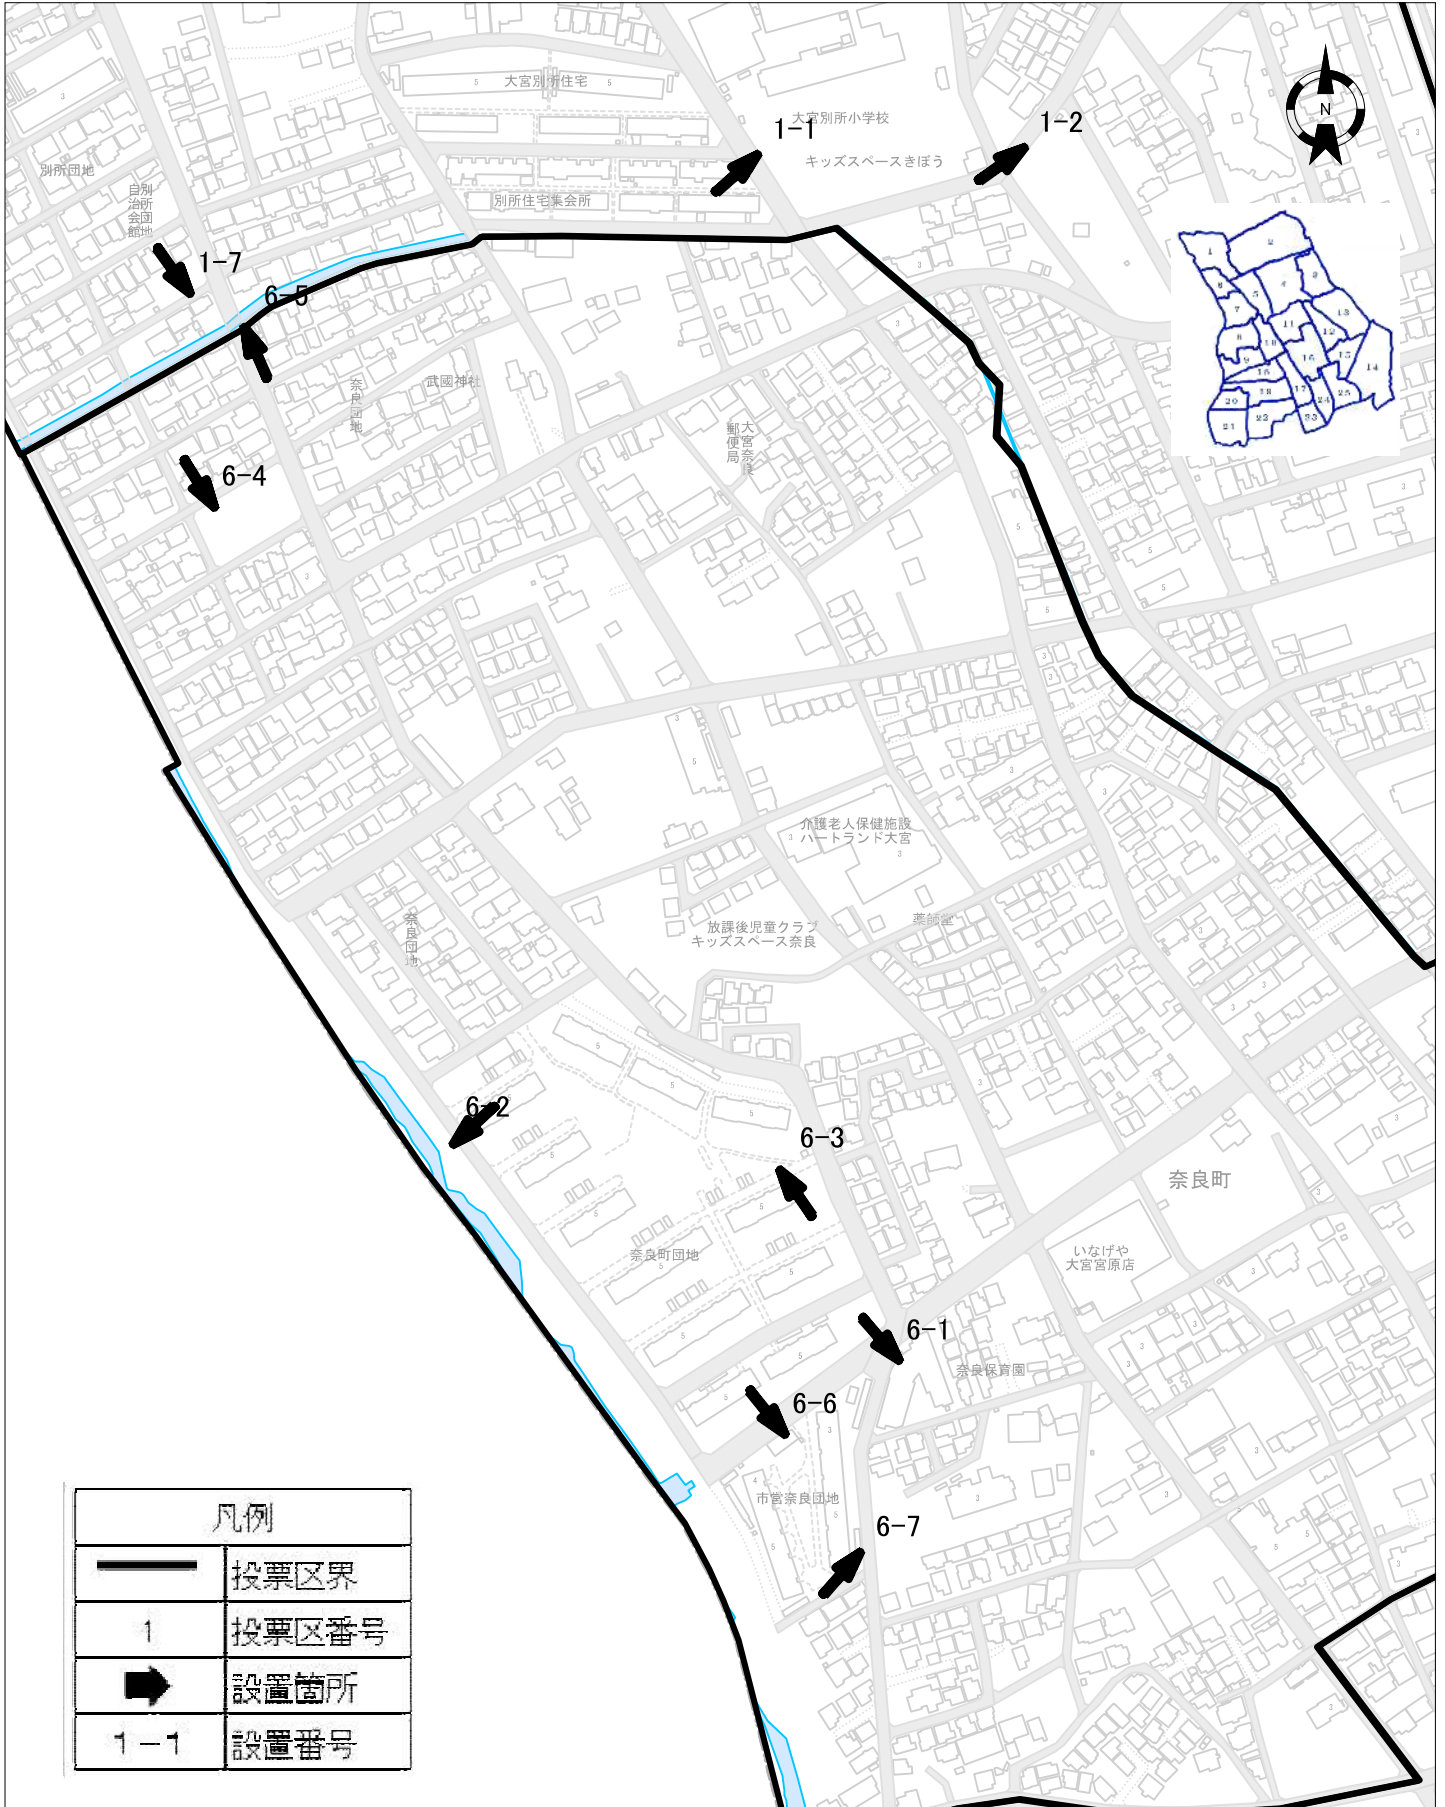 大宮別所住宅
大宮別所小学校
1-1
1-2
N
キッズスペースきぼう
別所団地
別所団地
自治会館
別所住宅集会所
1-7
6-5
奈良団地
武國神社
大宮奈良
郵便局
6-4
介護老人保健施設
ハートランド大宮
薬師堂
放課後児童クラブ
キッズスペース奈良
奈良団地
6-2
6-3
奈良町
奈良町団地
いなげや
大宮宮原店
6-1
奈良保育園
6-6
市営奈良団地
6-7
凡例
投票区界
1 投票区番号
設置箇所
1-1 設置番号